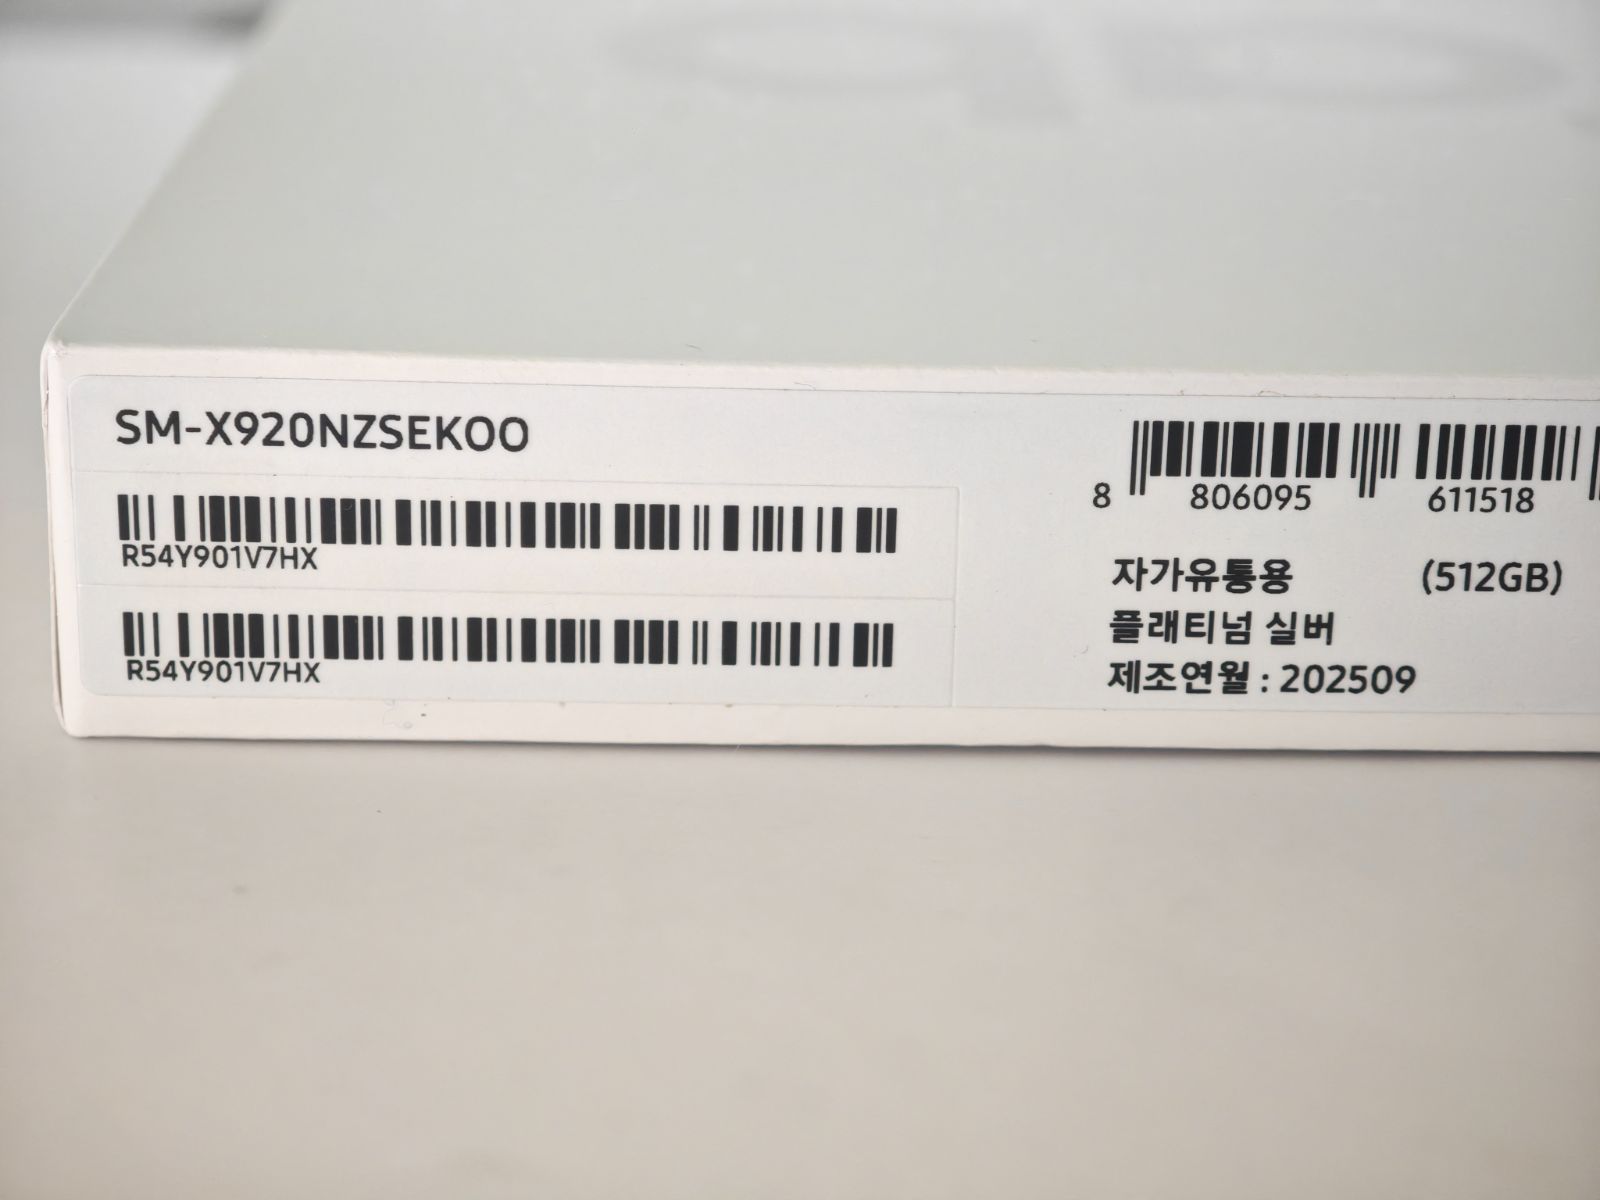 SM-X920NZSEKOO
R54Y901V7HX
R54Y901V7HX
8 806095 611518
자가유통용 (512GB)
플래티넘 실버
제조연월 : 202509